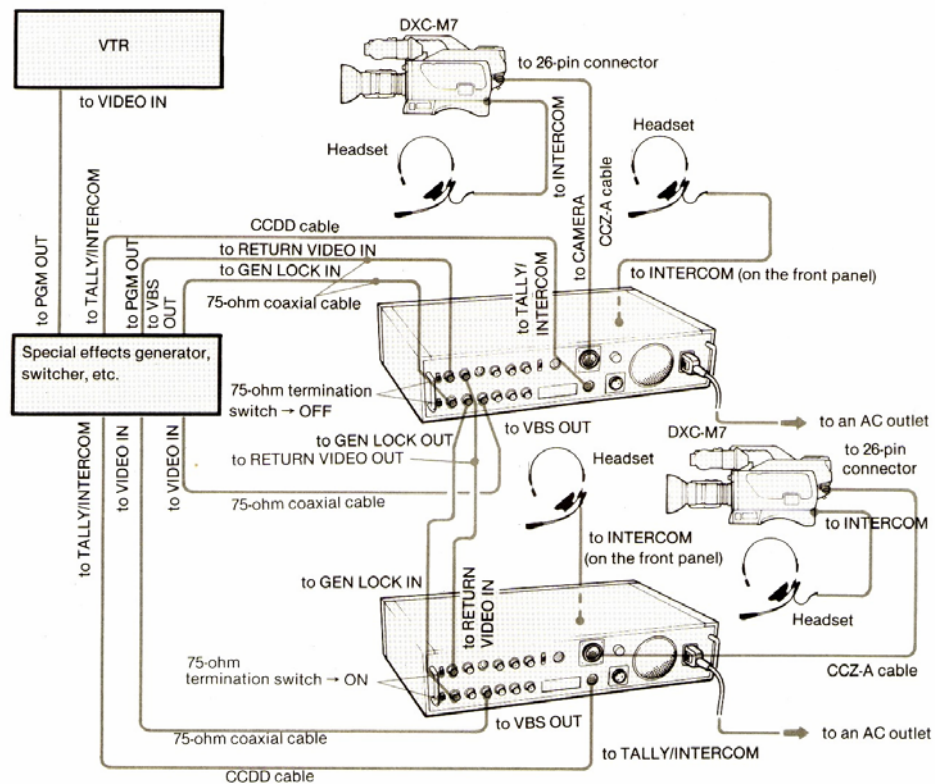 VTR
to VIDEO IN
DXC-M7
to 26-pin connector
Headset
to INTERCOM
to CAMERA
CCZ-A cable
Headset
to INTERCOM (on the front panel)
to PGM OUT
to TALLY/INTERCOM
to PGM OUT
to VBS
OUT
CCDD cable
to RETURN VIDEO IN
to GEN LOCK IN
75-ohm coaxial cable
to TALLY/
INTERCOM
Special effects generator,
switcher, etc.
75-ohm termination
switch → OFF
to GEN LOCK OUT
to RETURN VIDEO OUT
to VBS OUT
to an AC outlet
DXC-M7
to 26-pin
connector
Headset
to INTERCOM
(on the front panel)
to INTERCOM
Headset
to TALLY/INTERCOM
to VIDEO IN
to VIDEO IN
75-ohm coaxial cable
to GEN LOCK IN
to RETURN
VIDEO IN
75-ohm
termination switch → ON
CCZ-A cable
75-ohm coaxial cable
to VBS OUT
to an AC outlet
to TALLY/INTERCOM
CCDD cable